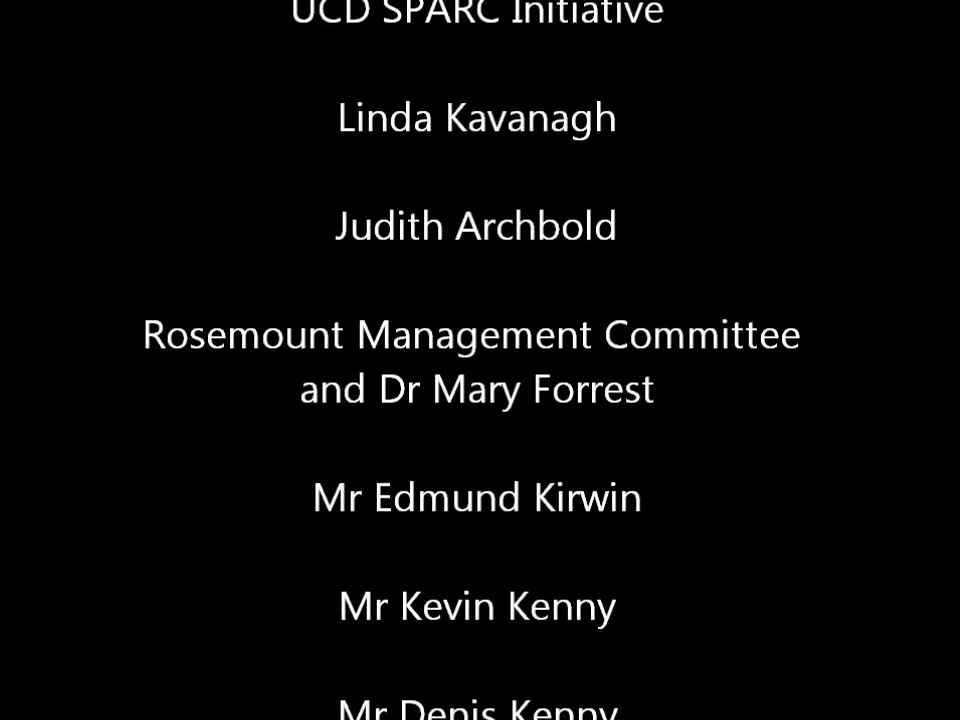 UCD SPARC Initiative
Linda Kavanagh
Judith Archbold
Rosemount Management Committee
and Dr Mary Forrest
Mr Edmund Kirwin
Mr Kevin Kenny
Mr Denis Kenny